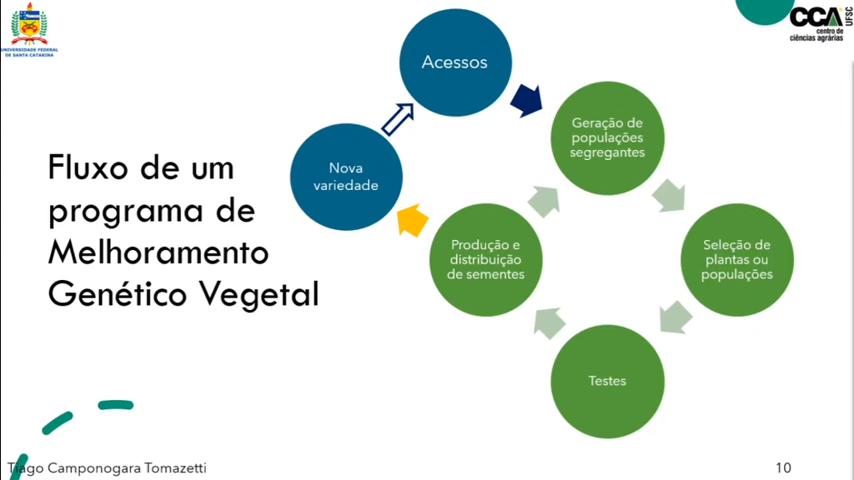 UNIVERSIDADE FEDERAL
DE SANTA CATARINA
CCA
UFSC
centro de
ciências agrárias
Fluxo de um
programa de
Melhoramento
Genético Vegetal
Acessos
Nova
variedade
Geração de
populações
segregantes
Produção e
distribuição
de sementes
Seleção de
plantas ou
populações
Testes
Tiago Camponogara Tomazetti
10